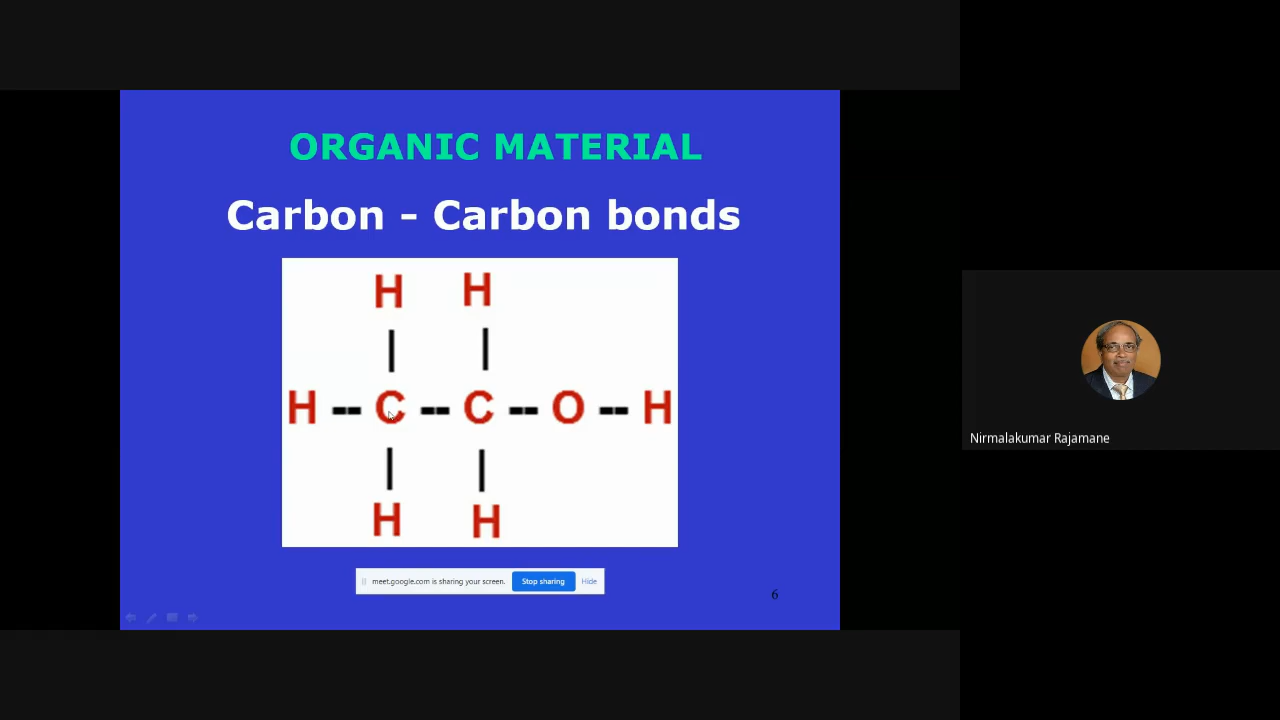 ORGANIC MATERIAL
Carbon - Carbon bonds
H H
| |
H -- C -- C -- O -- H
| |
H H
meet.google.com is sharing your screen. Stop sharing Hide
6
Nirmalakumar Rajamane